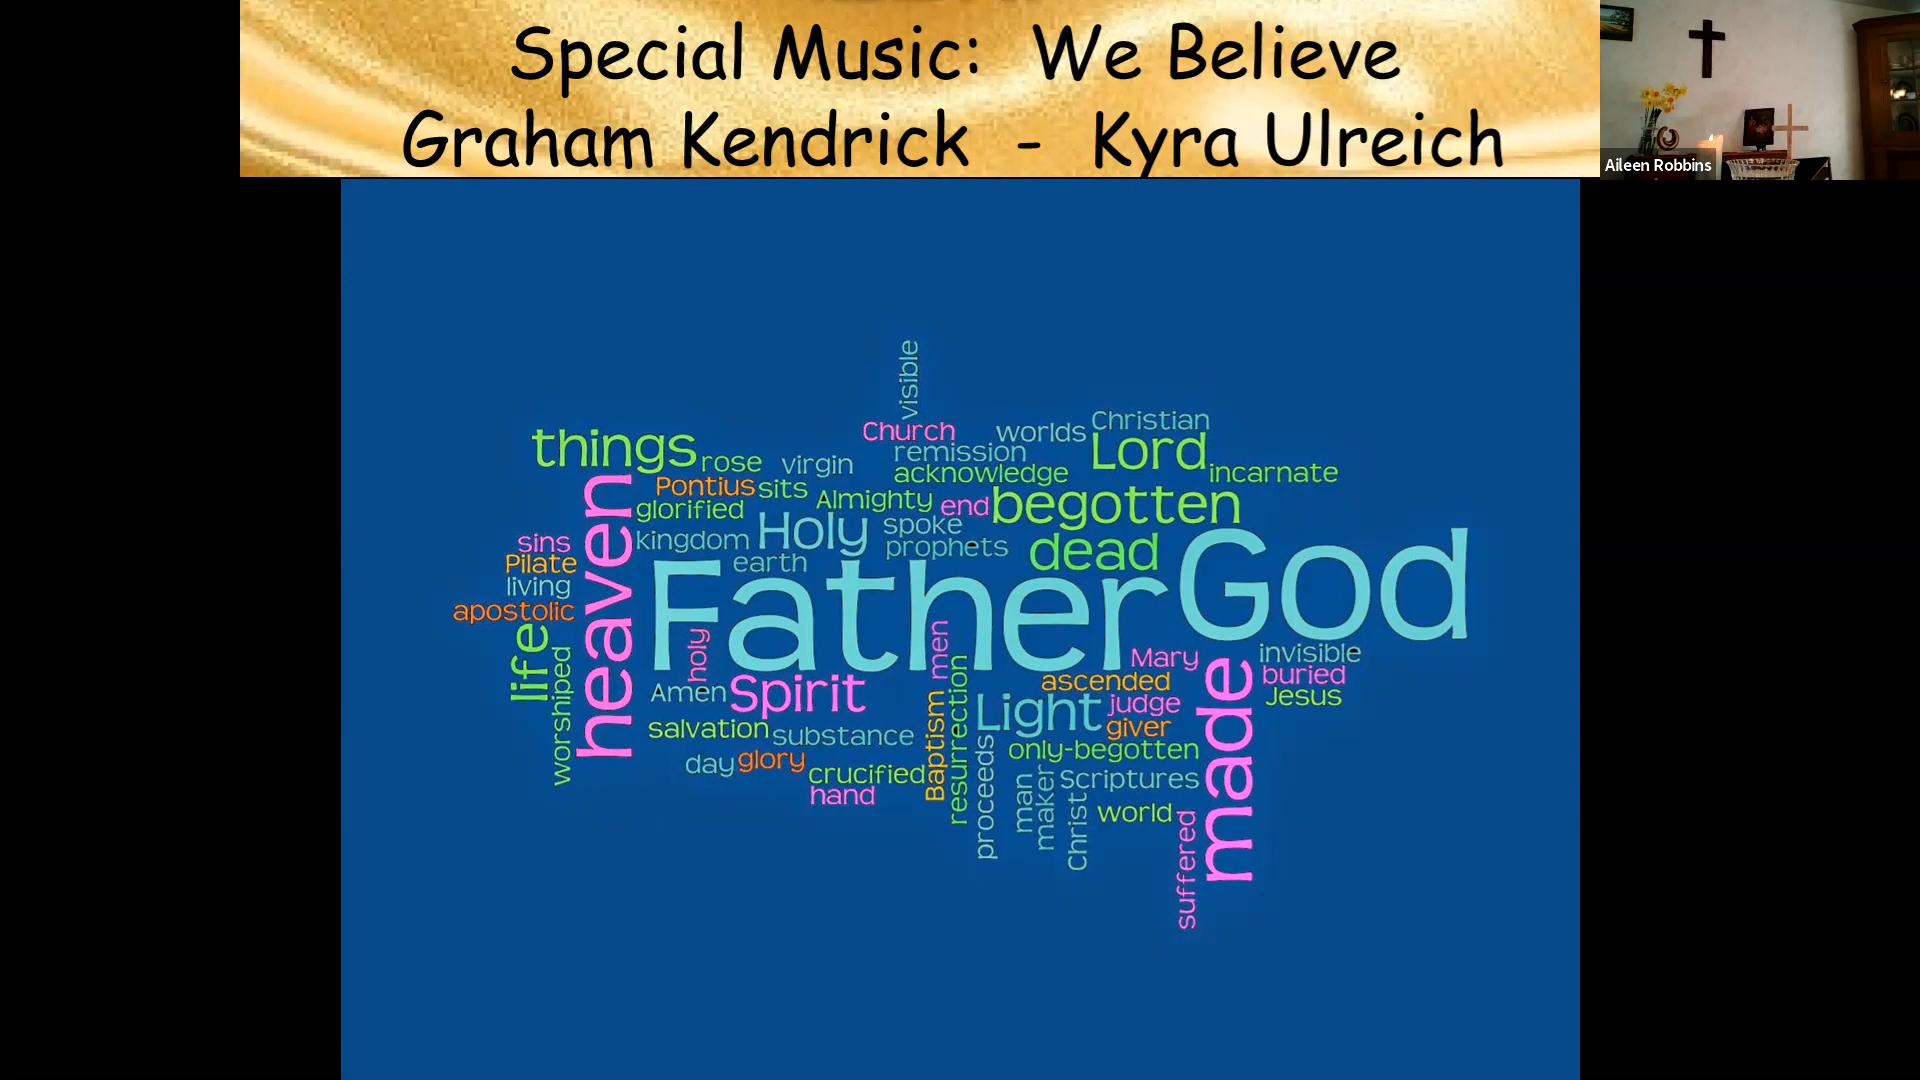 Special Music: We Believe
Graham Kendrick - Kyra Ulreich
Aileen Robbins
visible
Church
worlds
Christian
things
rose
virgin
remission
Lord
acknowledge
incarnate
Pontius
sits
Almighty
end
begotten
glorified
Holy
spoke
heaven
sins
kingdom
prophets
dead
God
Pilate
earth
Father
living
apostolic
life
worshiped
holy
men
Mary
invisible
Amen
Spirit
resurrection
ascended
buried
Light
judge
Jesus
made
salvation
substance
Baptism
giver
only-begotten
day
glory
crucified
proceeds
hand
man
maker
Scriptures
Christ
world
suffered